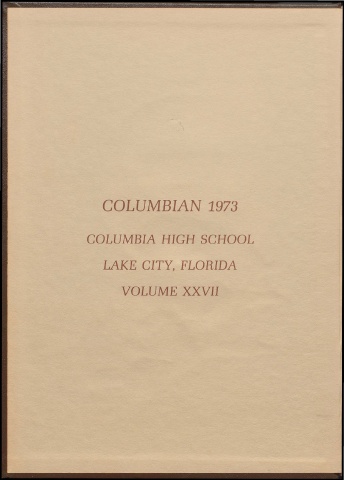 COLUMBIAN 1973
COLUMBIA HIGH SCHOOL
LAKE CITY, FLORIDA
VOLUME XXVII